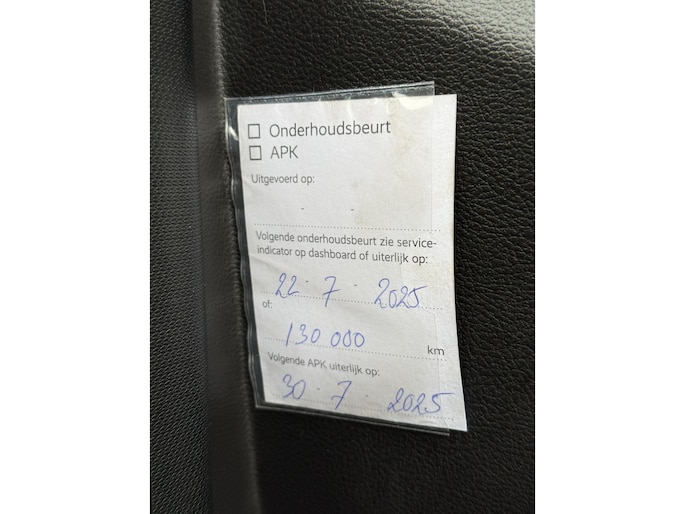 ☐ Onderhoudsbeurt
☐ APK
Uitgevoerd op:
- -
Volgende onderhoudsbeurt zie service-
indicator op dashboard of uiterlijk op:
22 - 7 - 2025
of:
130 000 km
Volgende APK uiterlijk op:
30 - 7 - 2025